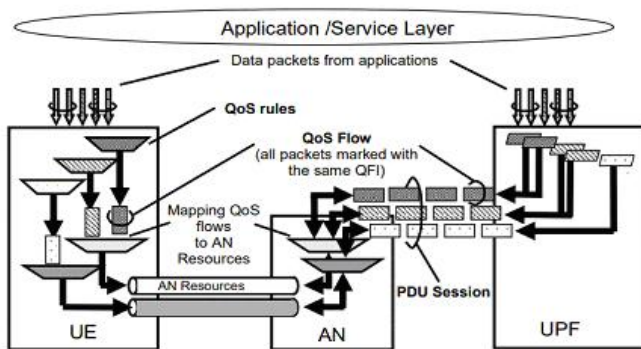 Application /Service Layer
Data packets from applications
QoS rules
QoS Flow
(all packets marked with
the same QFI)
Mapping QoS
flows
to AN
Resources
AN Resources
PDU Session
UE
AN
UPF